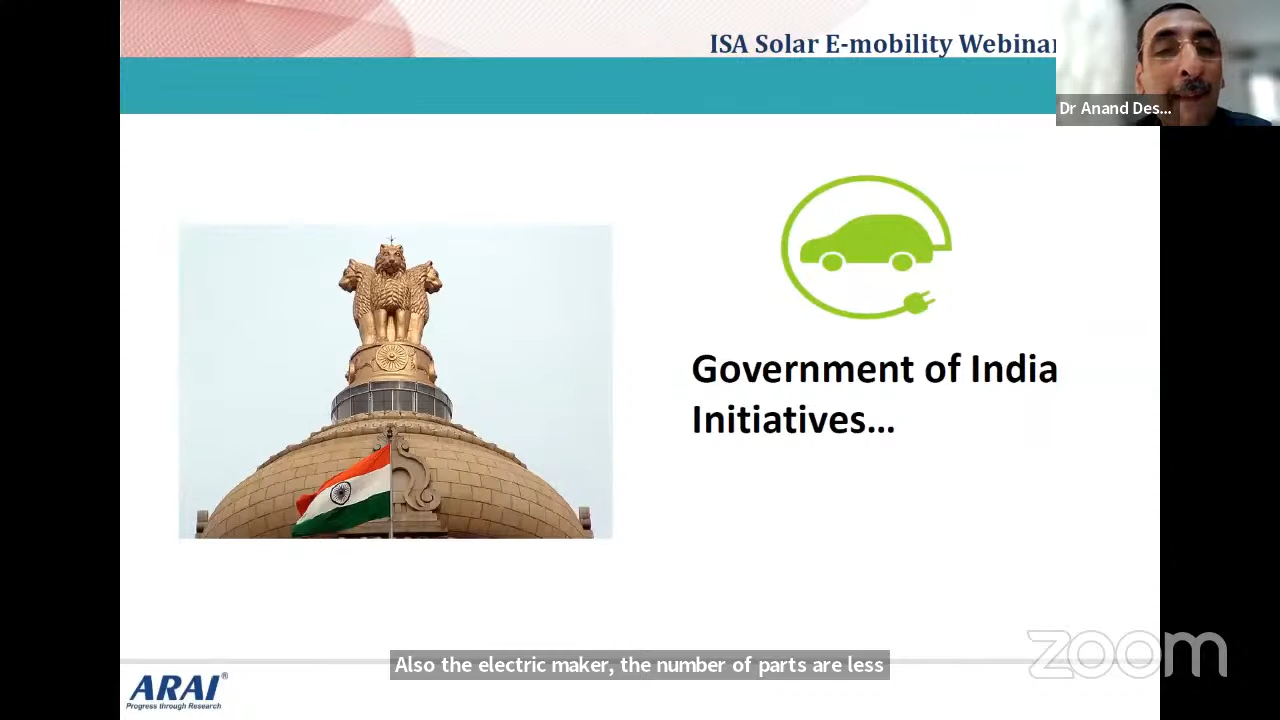 ISA Solar E-mobility Webinar
Dr Anand Des...
Government of India
Initiatives...
Also the electric maker, the number of parts are less
zoom
ARAI®
Progress through Research